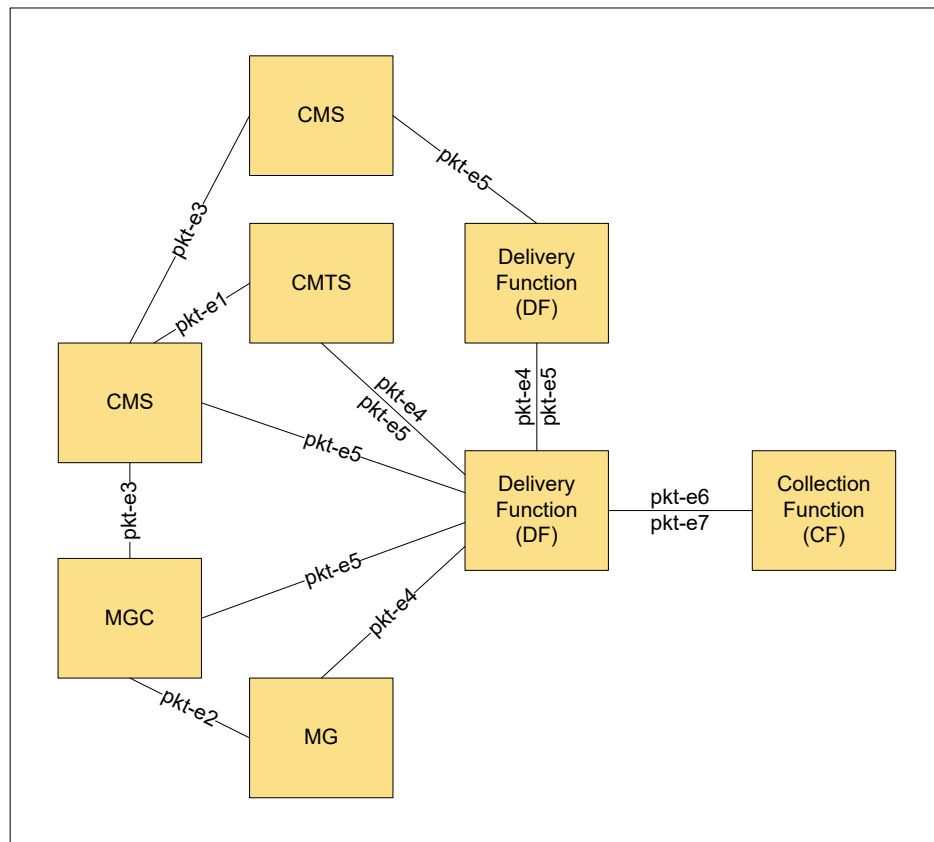 CMS
pkt-e5
pkt-e3
CMTS
Delivery
Function
(DF)
pkt-e1
CMS
pkt-e4
pkt-e5
pkt-e4
pkt-e5
pkt-e5
Delivery
Function
(DF)
pkt-e6
pkt-e7
Collection
Function
(CF)
pkt-e3
pkt-e5
MGC
pkt-e4
pkt-e2
MG